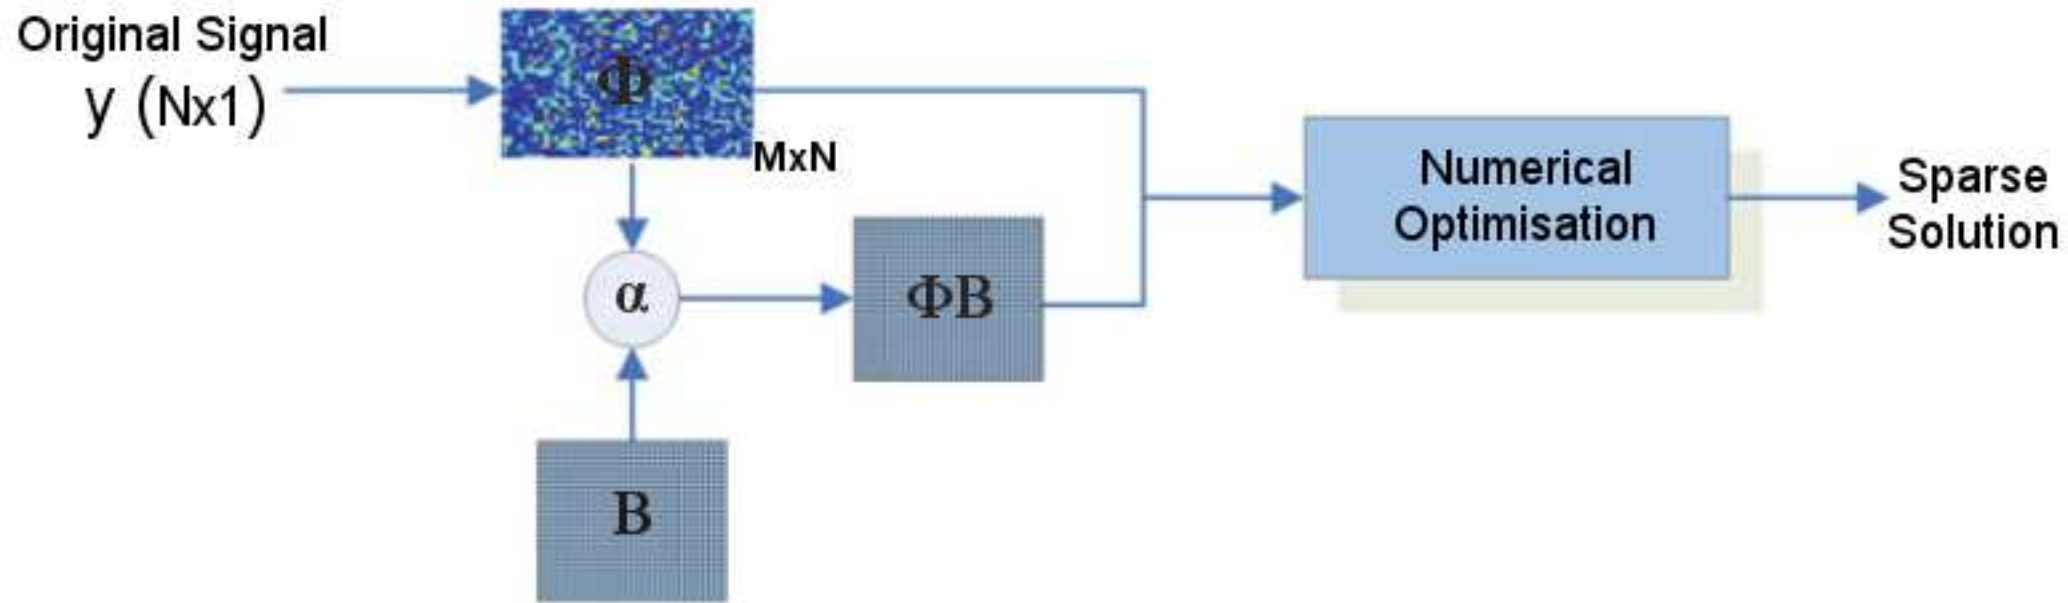 Original Signal
y (Nx1)
Φ
MxN
α
ΦB
B
Numerical
Optimisation
Sparse
Solution